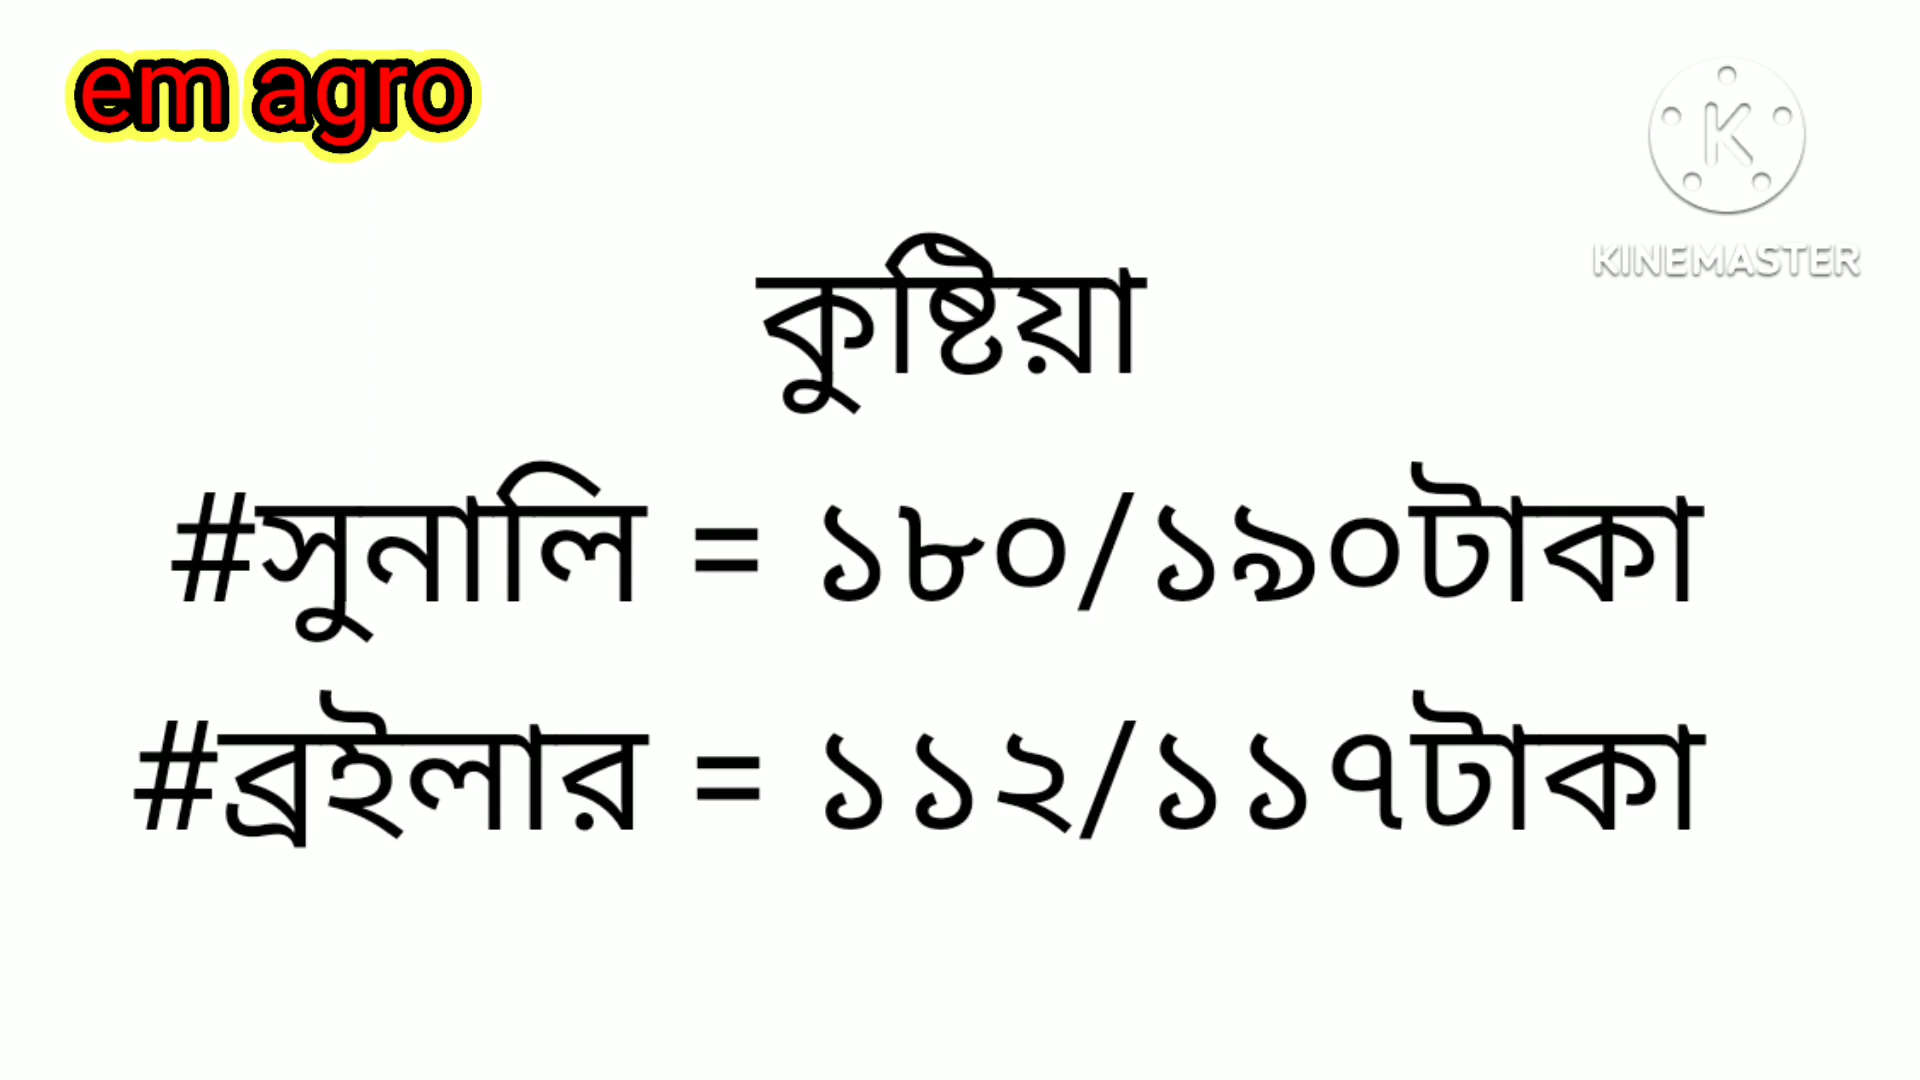 em agro
KINEMASTER
কুষ্টিয়া
#সুনালি = ১৮০/১৯০টাকা
#ব্রইলার = ১১২/১১৭টাকা